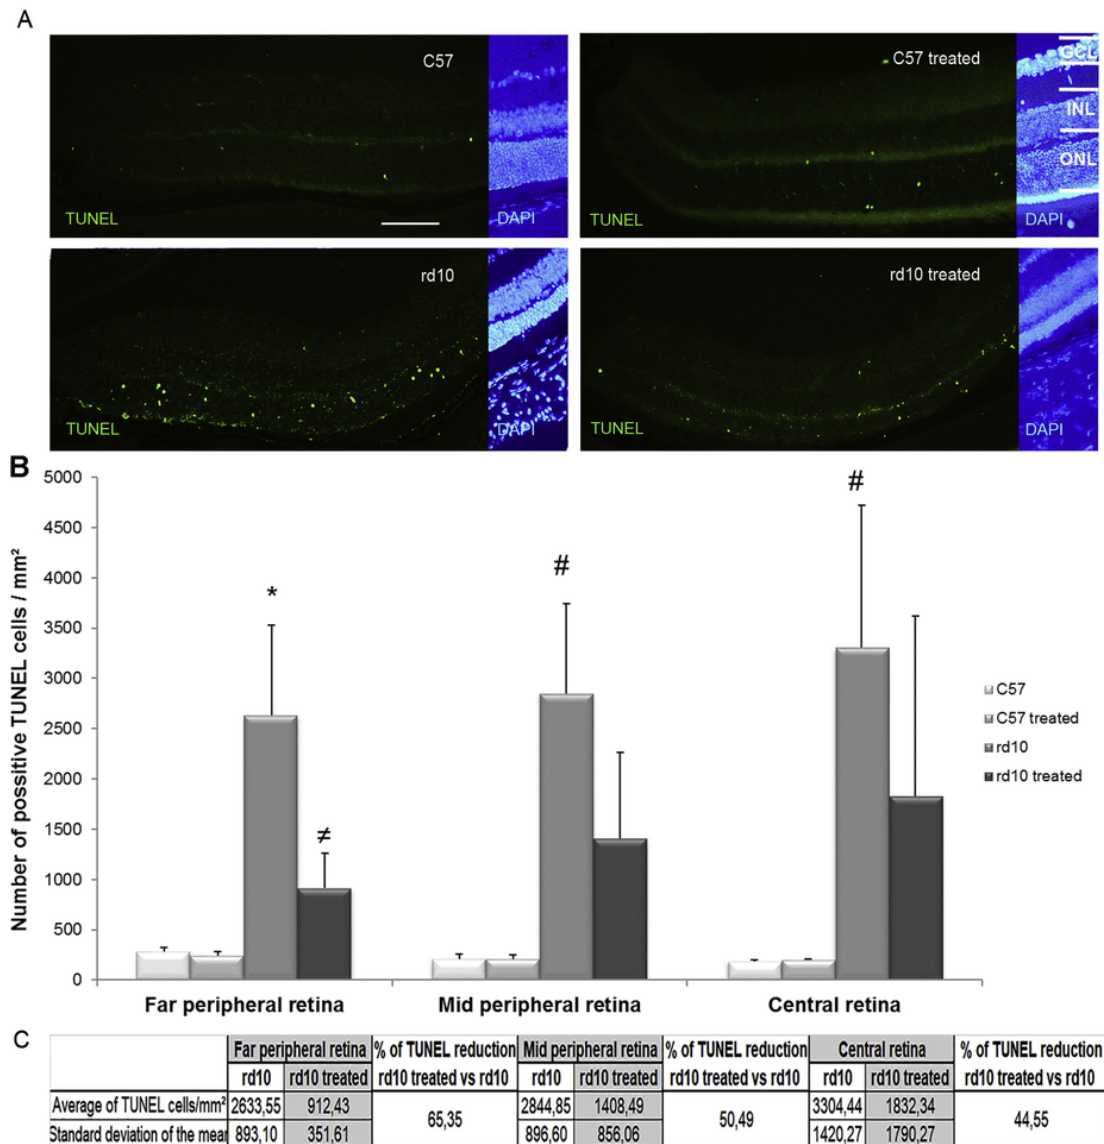 A
C57
TUNEL
DAPI
C57 treated
TUNEL
GCL
INL
ONL
DAPI
rd10
TUNEL
DAPI
rd10 treated
TUNEL
DAPI
B
Number of possitive TUNEL cells / mm²
5000
4500
4000
3500
3000
2500
2000
1500
1000
500
0
*
≠
#
#
Far peripheral retina
Mid peripheral retina
Central retina
C57
C57 treated
rd10
rd10 treated
C
Far peripheral retina % of TUNEL reduction Mid peripheral retina % of TUNEL reduction Central retina % of TUNEL reduction
rd10 rd10 treated rd10 treated vs rd10 rd10 rd10 treated rd10 treated vs rd10 rd10 rd10 treated rd10 treated vs rd10
Average of TUNEL cells/mm² 2633,55 912,43 65,35 2844,85 1408,49 50,49 3304,44 1832,34 44,55
Standard deviation of the mear 893,10 351,61 896,60 856,06 1420,27 1790,27